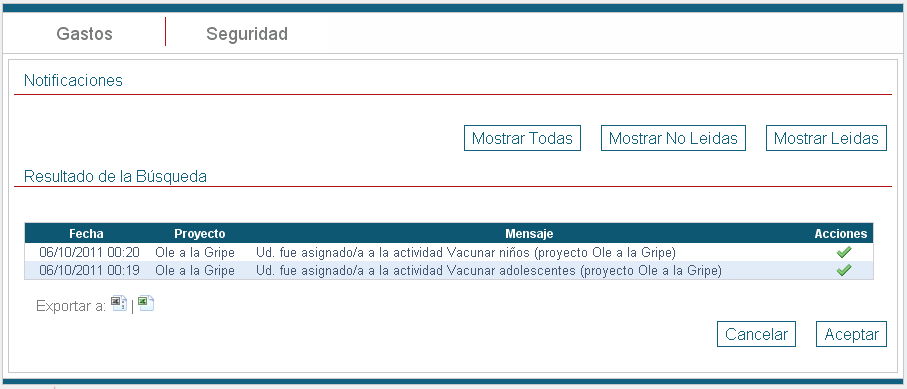 Gastos Seguridad
Notificaciones
Mostrar Todas Mostrar No Leidas Mostrar Leidas
Resultado de la Búsqueda
Fecha Proyecto Mensaje Acciones
06/10/2011 00:20 Ole a la Gripe Ud. fue asignado/a a la actividad Vacunar niños (proyecto Ole a la Gripe)
06/10/2011 00:19 Ole a la Gripe Ud. fue asignado/a a la actividad Vacunar adolescentes (proyecto Ole a la Gripe)
Exportar a: |
Cancelar Aceptar